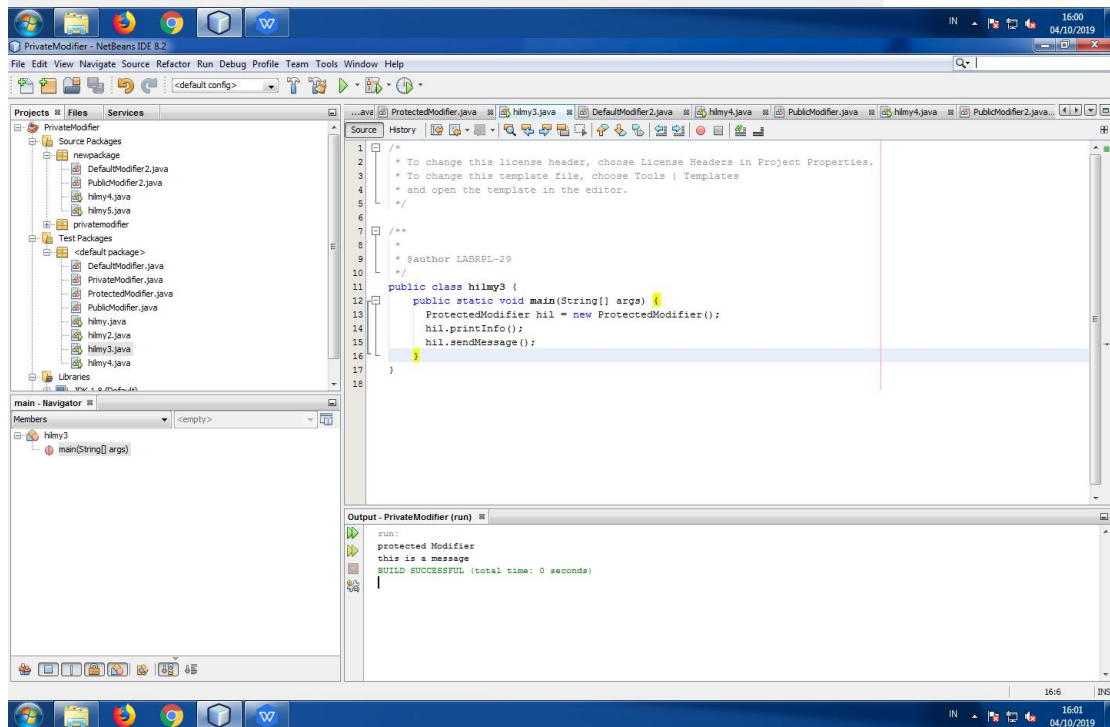 IN
16:00
04/10/2019
PrivateModifier - NetBeans IDE 8.2
File Edit View Navigate Source Refactor Run Debug Profile Team Tools Window Help
<default config>
Projects Files Services
PrivateModifier
Source Packages
newpackage
DefaultModifier2.java
PublicModifier2.java
hilmy4.java
hilmy5.java
privatemodifier
Test Packages
<default package>
DefaultModifier.java
PrivateModifier.java
ProtectedModifier.java
PublicModifier.java
hilmy.java
hilmy2.java
hilmy3.java
hilmy4.java
Libraries
JDK 1.8 (Default)
main - Navigator
Members <empty>
hilmy3
main(String[] args)
...ava ProtectedModifier.java hilmy3.java DefaultModifier2.java hilmy4.java PublicModifier.java hilmy4.java PublicModifier2.java...
Source History
1 /*
2 * To change this license header, choose License Headers in Project Properties.
3 * To change this template file, choose Tools | Templates
4 * and open the template in the editor.
5 */
6
7 /**
8 *
9 * @author LABRPL-29
10 */
11 public class hilmy3 {
12 public static void main(String[] args) {
13 ProtectedModifier hil = new ProtectedModifier();
14 hil.printInfo();
15 hil.sendMessage();
16 }
17 }
18
Output - PrivateModifier (run)
run:
protected Modifier
this is a message
BUILD SUCCESSFUL (total time: 0 seconds)
16:6 INS
IN
16:01
04/10/2019